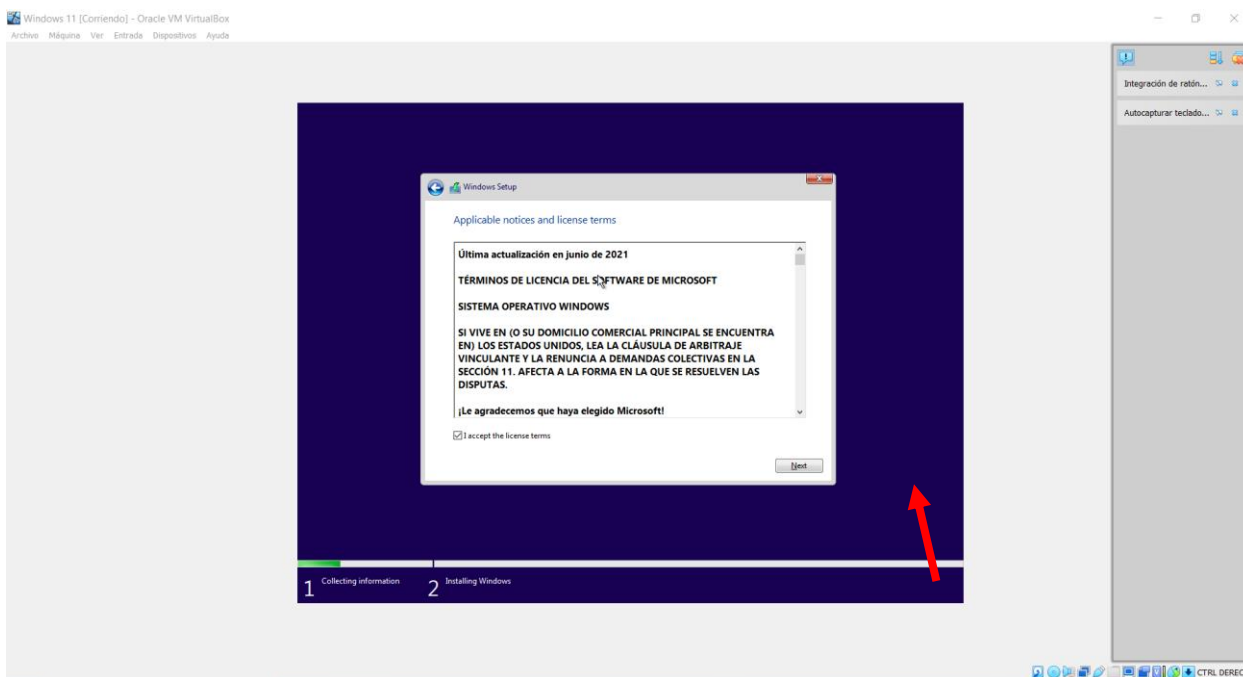 Windows 11 [Corriendo] - Oracle VM VirtualBox
Archivo Máquina Ver Entrada Dispositivos Ayuda
Integración de ratón...
Autocapturar teclado...
Windows Setup
Applicable notices and license terms
Última actualización en junio de 2021
TÉRMINOS DE LICENCIA DEL SOFTWARE DE MICROSOFT
SISTEMA OPERATIVO WINDOWS
SI VIVE EN (O SU DOMICILIO COMERCIAL PRINCIPAL SE ENCUENTRA
EN) LOS ESTADOS UNIDOS, LEA LA CLÁUSULA DE ARBITRAJE
VINCULANTE Y LA RENUNCIA A DEMANDAS COLECTIVAS EN LA
SECCIÓN 11. AFECTA A LA FORMA EN LA QUE SE RESUELVEN LAS
DISPUTAS.
¡Le agradecemos que haya elegido Microsoft!
I accept the license terms
Next
1 Collecting information 2 Installing Windows
CTRL DEREC